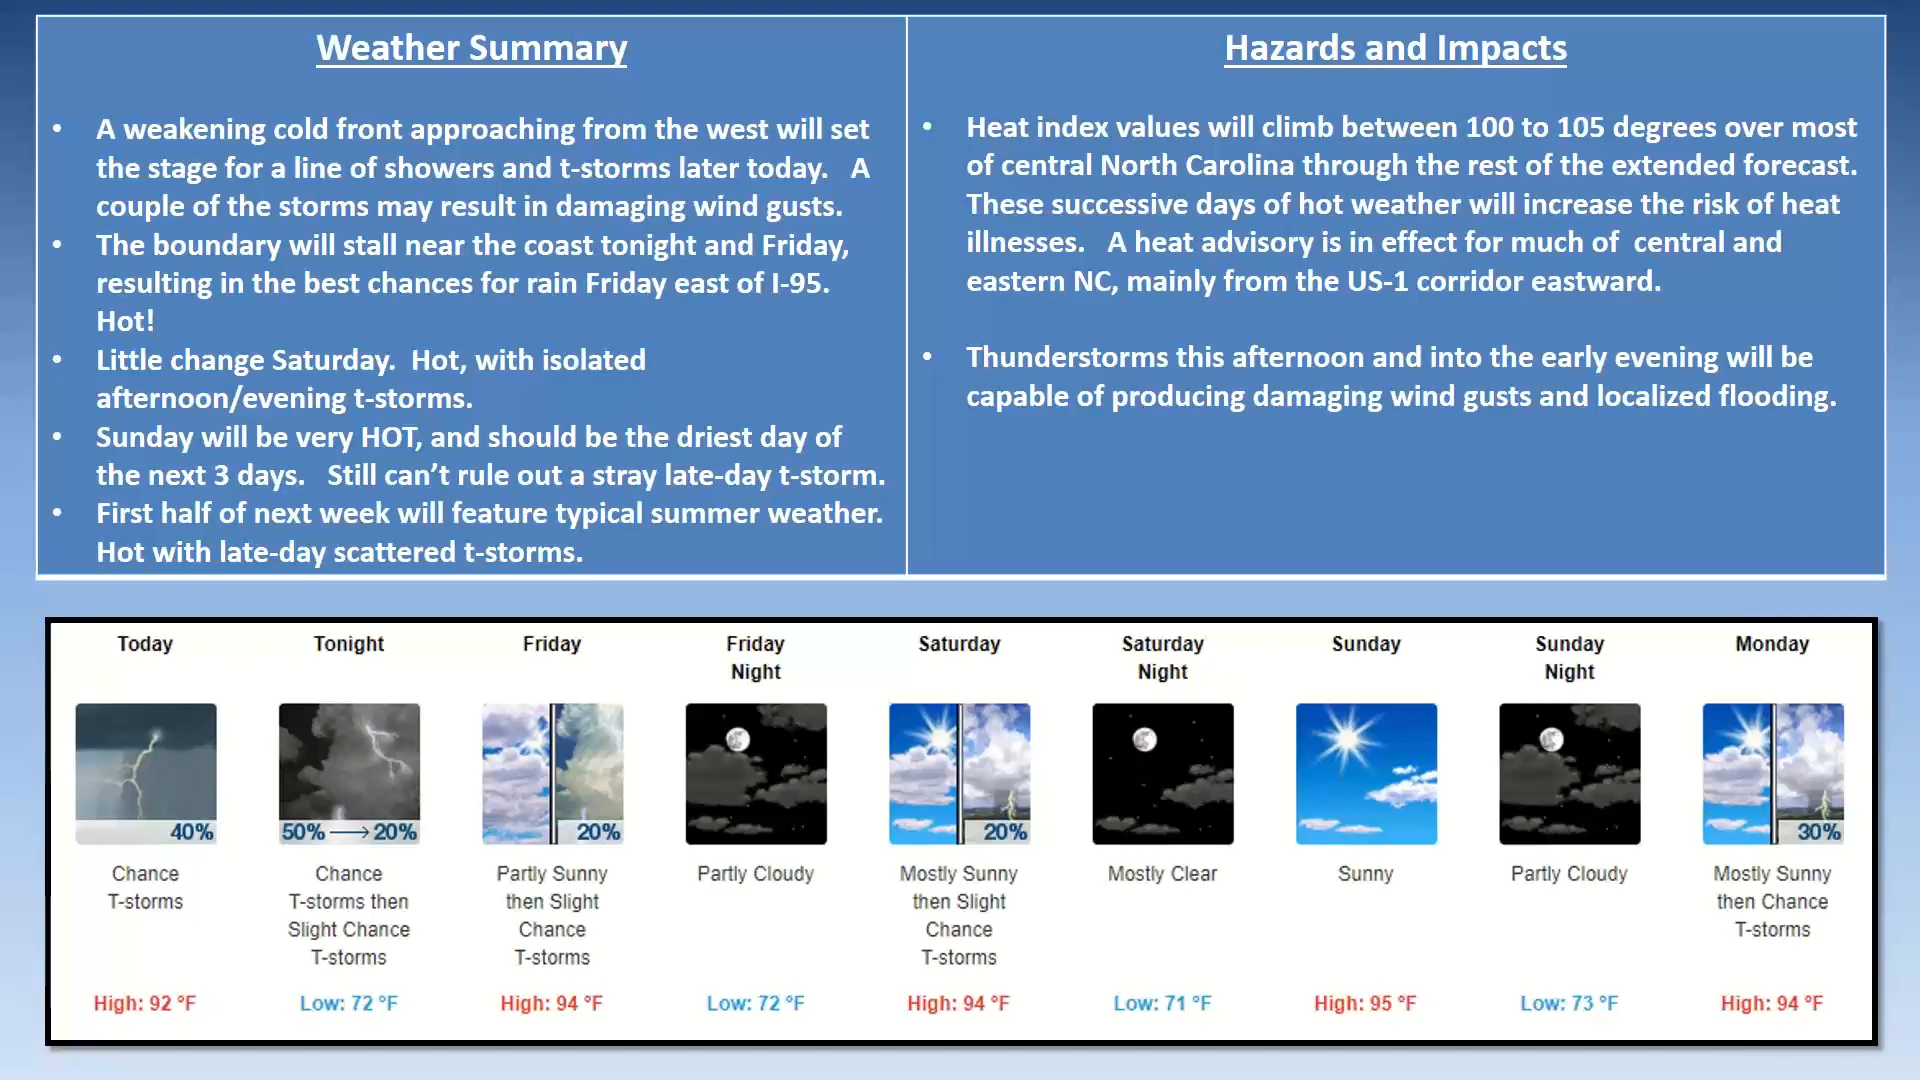 Weather Summary
• A weakening cold front approaching from the west will set
the stage for a line of showers and t-storms later today. A
couple of the storms may result in damaging wind gusts.
• The boundary will stall near the coast tonight and Friday,
resulting in the best chances for rain Friday east of I-95.
Hot!
• Little change Saturday. Hot, with isolated
afternoon/evening t-storms.
• Sunday will be very HOT, and should be the driest day of
the next 3 days. Still can’t rule out a stray late-day t-storm.
• First half of next week will feature typical summer weather.
Hot with late-day scattered t-storms.
Hazards and Impacts
• Heat index values will climb between 100 to 105 degrees over most
of central North Carolina through the rest of the extended forecast.
These successive days of hot weather will increase the risk of heat
illnesses. A heat advisory is in effect for much of central and
eastern NC, mainly from the US-1 corridor eastward.
• Thunderstorms this afternoon and into the early evening will be
capable of producing damaging wind gusts and localized flooding.
Today
40%
Chance
T-storms
High: 92 °F
Tonight
50% → 20%
Chance
T-storms then
Slight Chance
T-storms
Low: 72 °F
Friday
20%
Partly Sunny
then Slight
Chance
T-storms
High: 94 °F
Friday
Night
Partly Cloudy
Low: 72 °F
Saturday
20%
Mostly Sunny
then Slight
Chance
T-storms
High: 94 °F
Saturday
Night
Mostly Clear
Low: 71 °F
Sunday
Sunny
High: 95 °F
Sunday
Night
Partly Cloudy
Low: 73 °F
Monday
30%
Mostly Sunny
then Chance
T-storms
High: 94 °F